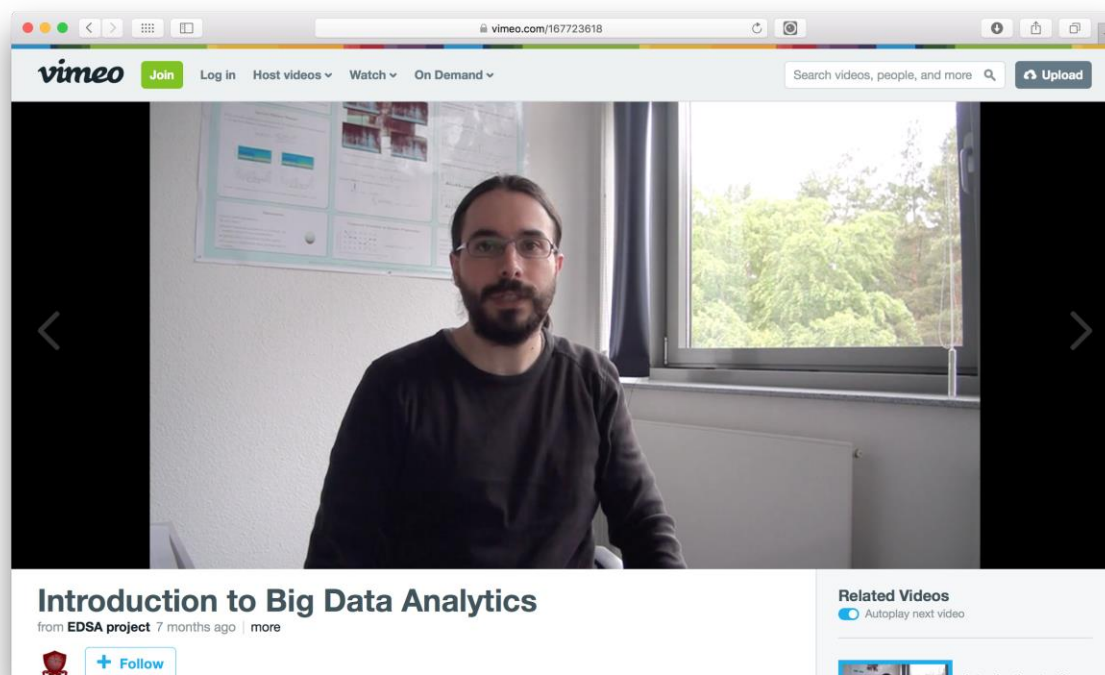 vimeo.com/167723618
vimeo
Join
Log in
Host videos
Watch
On Demand
Search videos, people, and more
Upload
Introduction to Big Data Analytics
from EDSA project 7 months ago | more
+ Follow
Related Videos
Autoplay next video